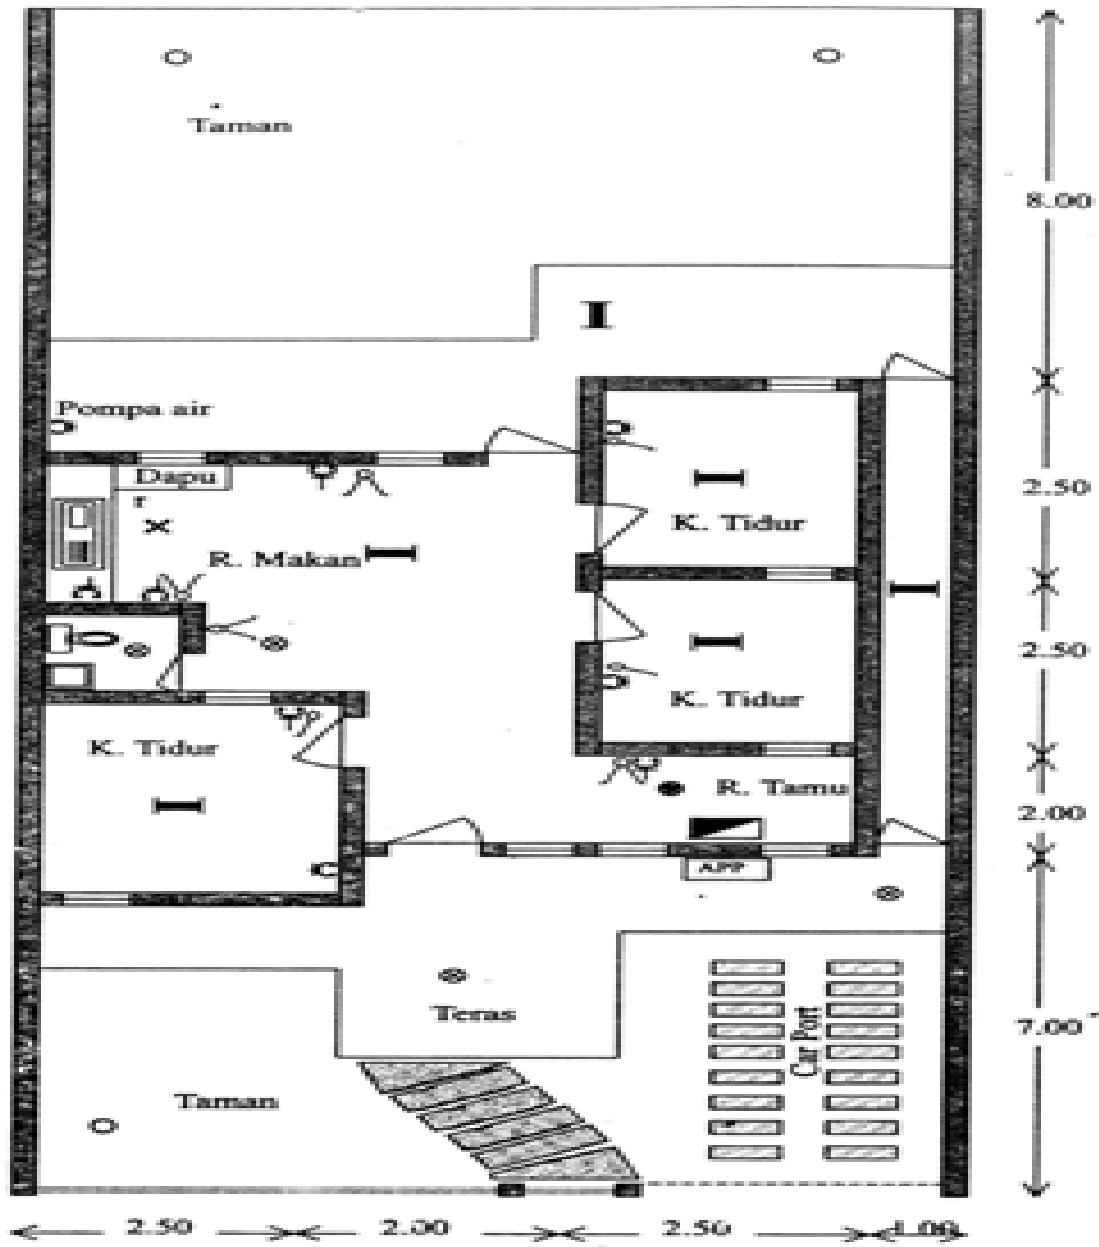 Taman
8.00
Pompa air
Dapu
r
2.50
K. Tidur
R. Makan
2.50
K. Tidur
K. Tidur
R. Tamu
2.00
APP
Teras
Car Port
7.00
Taman
2.50
2.00
2.50
1.00